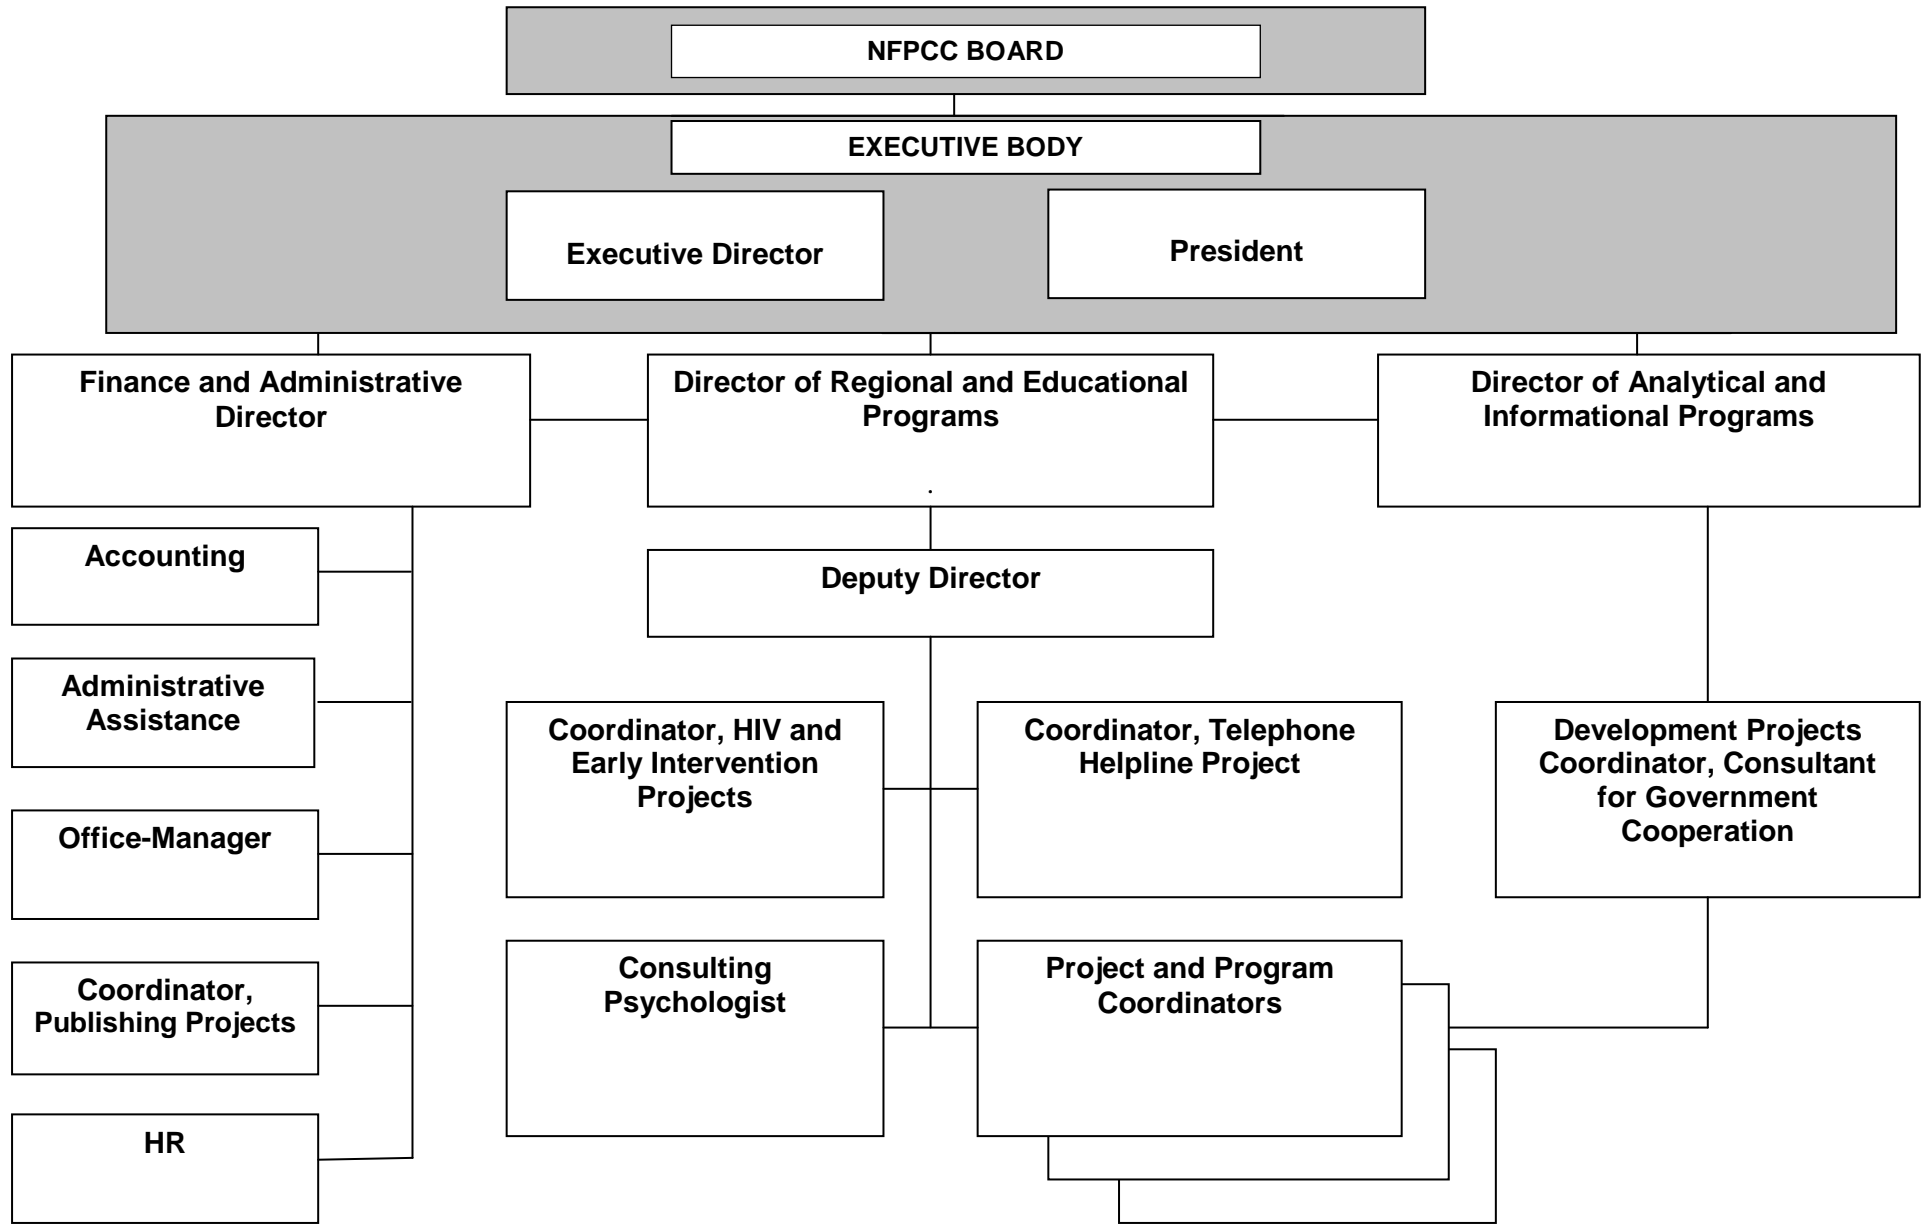 NFPCC BOARD
EXECUTIVE BODY
Executive Director
President
Finance and Administrative
Director
Director of Regional and Educational
Programs
.
Director of Analytical and
Informational Programs
Accounting
Deputy Director
Administrative
Assistance
Coordinator, HIV and
Early Intervention
Projects
Coordinator, Telephone
Helpline Project
Development Projects
Coordinator, Consultant
for Government
Cooperation
Office-Manager
Consulting
Psychologist
Project and Program
Coordinators
Coordinator,
Publishing Projects
HR